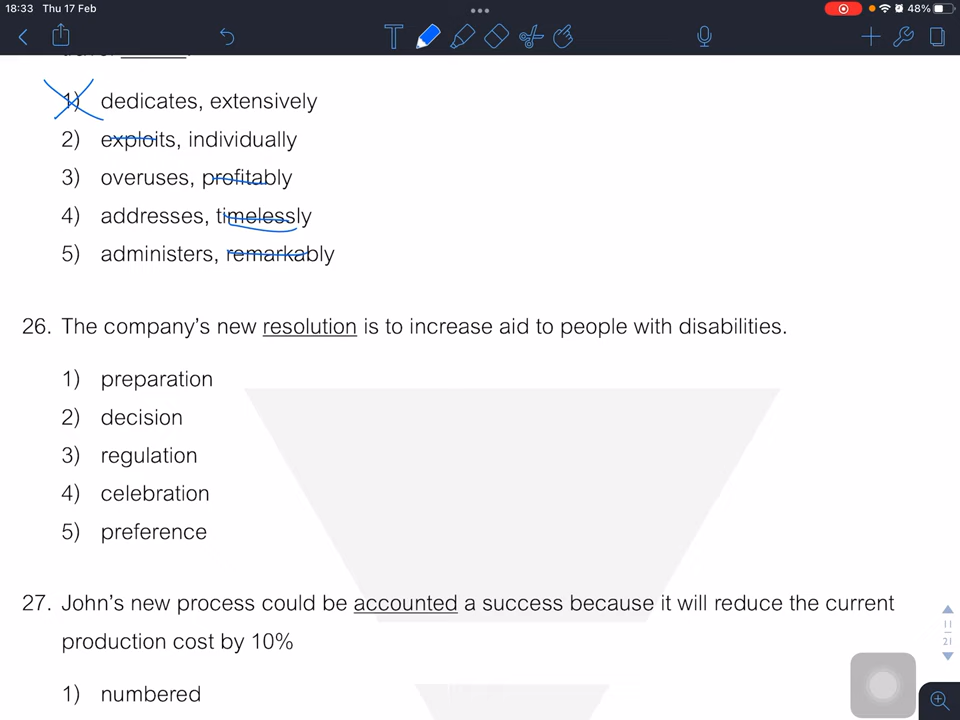 18:33 Thu 17 Feb
48%
1) dedicates, extensively
2) exploits, individually
3) overuses, profitably
4) addresses, timelessly
5) administers, remarkably
26. The company's new resolution is to increase aid to people with disabilities.
1) preparation
2) decision
3) regulation
4) celebration
5) preference
27. John's new process could be accounted a success because it will reduce the current
production cost by 10%
1) numbered
11
21